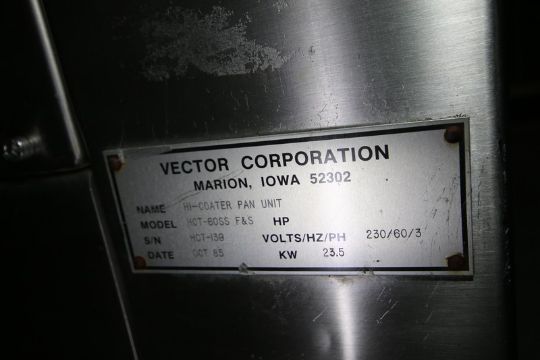 VECTOR CORPORATION
MARION, IOWA 52302
NAME HI-COATER PAN UNIT
MODEL HCT-60SS F&S HP
S/N HCT-139 VOLTS/HZ/PH 230/60/3
DATE OCT 85 KW 23.5